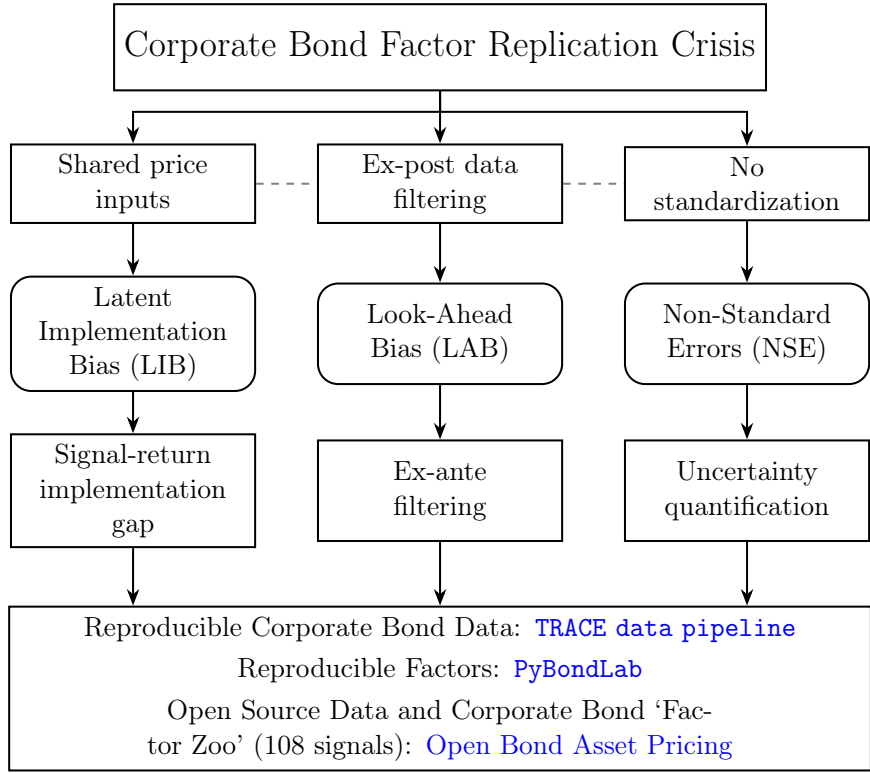 Corporate Bond Factor Replication Crisis
Shared price
inputs
Ex-post data
filtering
No
standardization
Latent
Implementation
Bias (LIB)
Look-Ahead
Bias (LAB)
Non-Standard
Errors (NSE)
Signal-return
implementation
gap
Ex-ante
filtering
Uncertainty
quantification
Reproducible Corporate Bond Data: TRACE data pipeline
Reproducible Factors: PyBondLab
Open Source Data and Corporate Bond ‘Fac-
tor Zoo’ (108 signals): Open Bond Asset Pricing